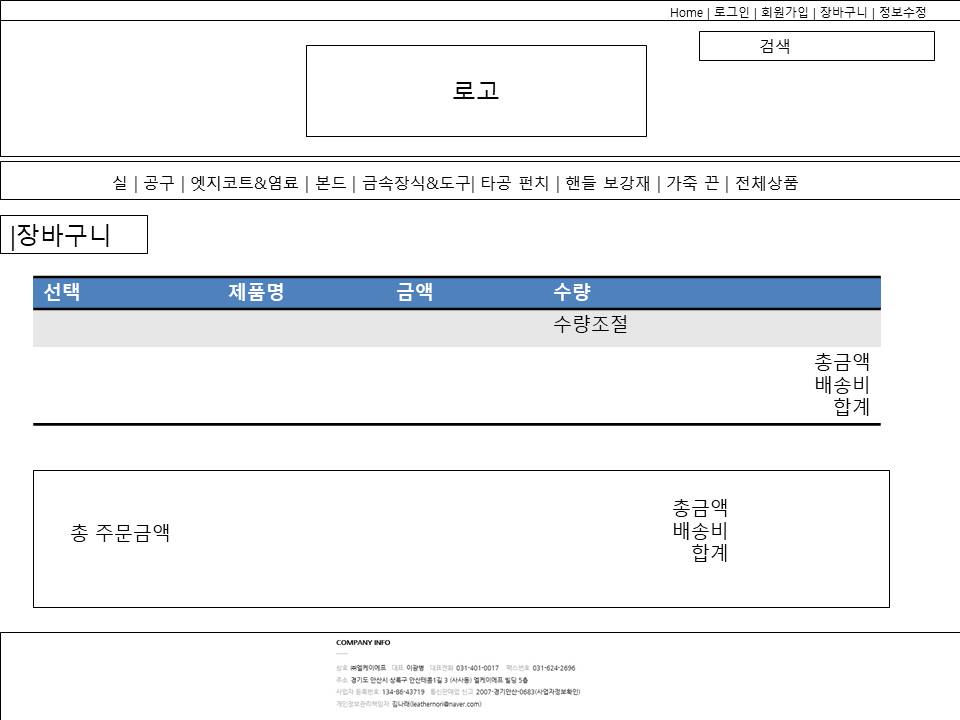 Home | 로그인 | 회원가입 | 장바구니 | 정보수정
검색
로고
실 | 공구 | 엣지코트&염료 | 본드 | 금속장식&도구| 타공 펀치 | 핸들 보강재 | 가죽 끈 | 전체상품
|장바구니
선택 제품명 금액 수량
수량조절
총금액
배송비
합계
총 주문금액
총금액
배송비
합계
COMPANY INFO
상호 ㈜엘케이에프 대표 이광병 대표전화 031-401-0017 팩스번호 031-624-2696
주소 경기도 안산시 상록구 안산테콤1길 3 (사사동) 엘케이에프 빌딩 5층
사업자 등록번호 134-86-43719 통신판매업 신고 2007-경기안산-0683(사업자정보확인)
개인정보관리책임자 김나래(leathernori@naver.com)